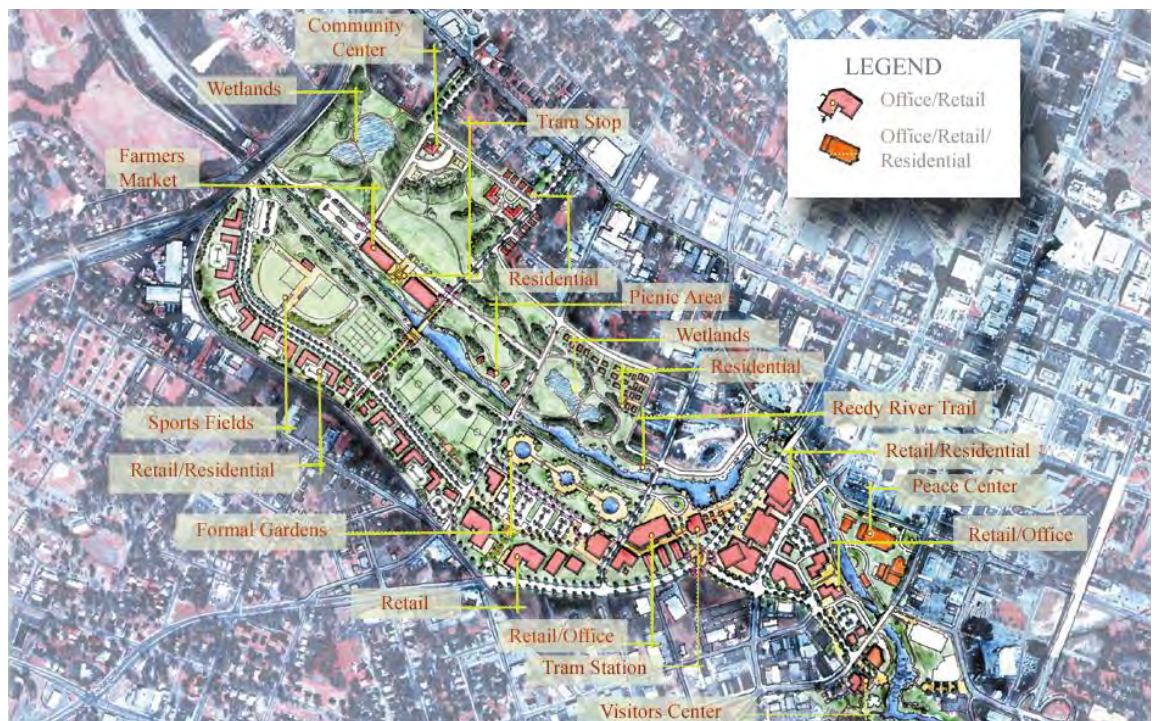 Community
Center
Wetlands
Tram Stop
Farmers
Market
LEGEND
Office/Retail
Office/Retail/
Residential
Residential
Picnic Area
Wetlands
Residential
Reedy River Trail
Sports Fields
Retail/Residential
Retail/Residential
Peace Center
Formal Gardens
Retail/Office
Retail
Retail/Office
Tram Station
Visitors Center